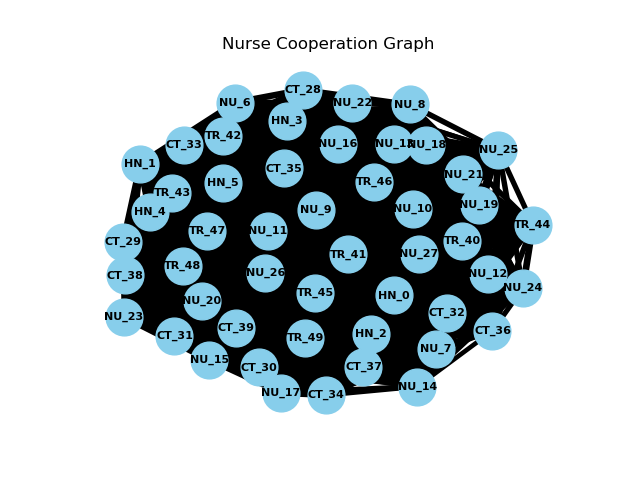 Nurse Cooperation Graph
CT_28
NU_6
NU_22
NU_8
HN_3
TR_42
CT_33
NU_16
NU_13
NU_18
NU_25
HN_1
CT_35
NU_21
TR_46
HN_5
TR_43
NU_19
HN_4
NU_9
NU_10
TR_44
TR_47
NU_11
CT_29
TR_40
TR_41
NU_27
TR_48
CT_38
NU_26
NU_12
NU_24
TR_45
HN_0
NU_20
CT_32
NU_23
CT_39
CT_36
CT_31
HN_2
TR_49
NU_7
NU_15
CT_30
CT_37
NU_14
NU_17
CT_34